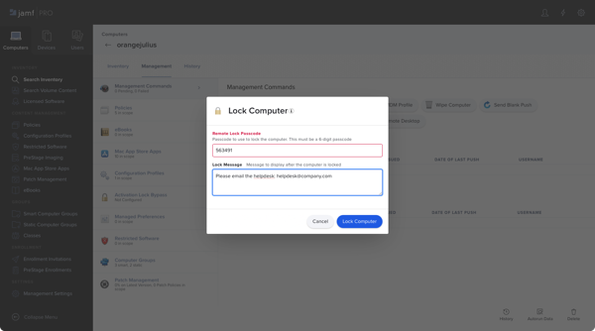 jamf PRO
Computers
Devices
Users
Search Inventory
Search Volume Content
Licensed Software
Policies
Configuration Profiles
Restricted Software
PreStage Imaging
Mac App Store Apps
Patch Management
eBooks
Smart Computer Groups
Static Computer Groups
Classes
Enrollment Invitations
PreStage Enrollments
Management Settings
Collapse Menu
Computers
← orangejulius
Inventory
Management
History
Management Commands
Policies
eBooks
Mac App Store Apps
Configuration Profiles
Activation Lock Bypass
Managed Preferences
Restricted Software
Computer Groups
Patch Management
Management Commands
MDM Profile
Wipe Computer
Send Blank Push
Remote Desktop
DATE OF LAST PUSH
USERNAME
DATE OF LAST PUSH
USERNAME
History
Delete
Lock Computer
Remote Lock Passcode
Passcode to use to lock the computer. This must be a 6-digit passcode
563491
Lock Message Message to display after the computer is locked
Please email the helpdesk: helpdesk@company.com
Cancel
Lock Computer